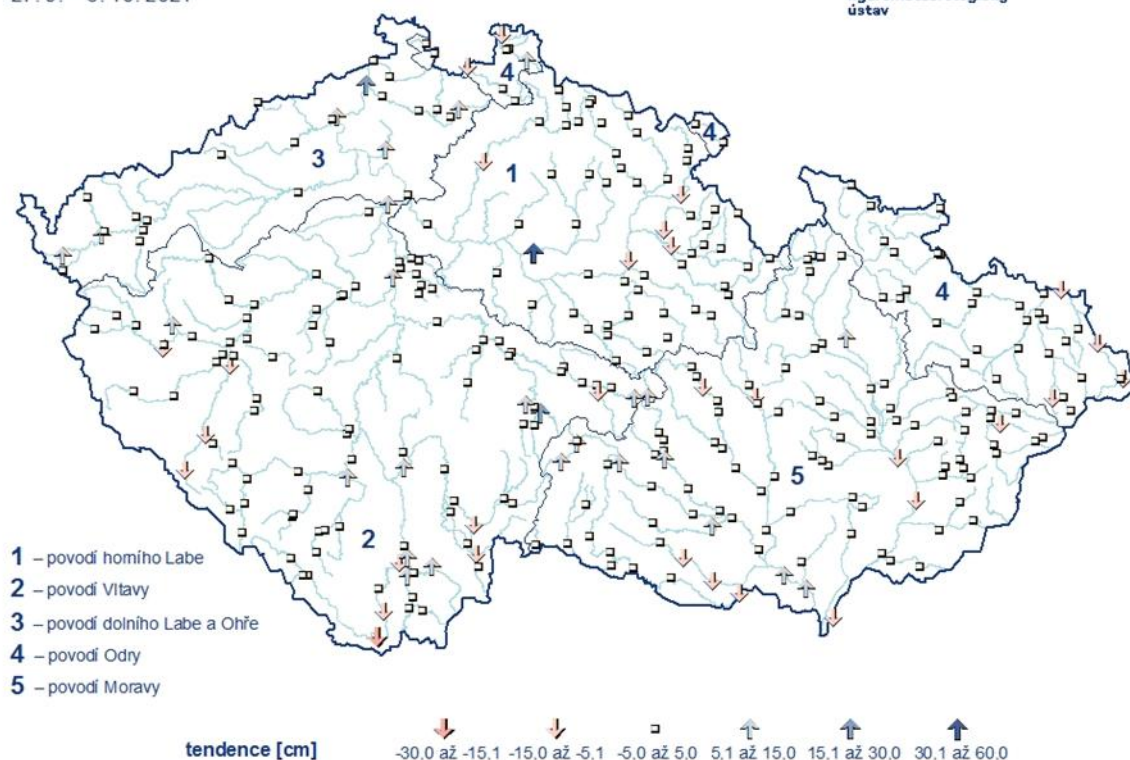 ústav
3
4
1
4
4
5
2
1 – povodí horního Labe
2 – povodí Vltavy
3 – povodí dolního Labe a Ohře
4 – povodí Odry
5 – povodí Moravy
tendence [cm] -30,0 až -15,1 -15,0 až -5,1 -5,0 až 5,0 5,1 až 15,0 15,1 až 30,0 30,1 až 60,0